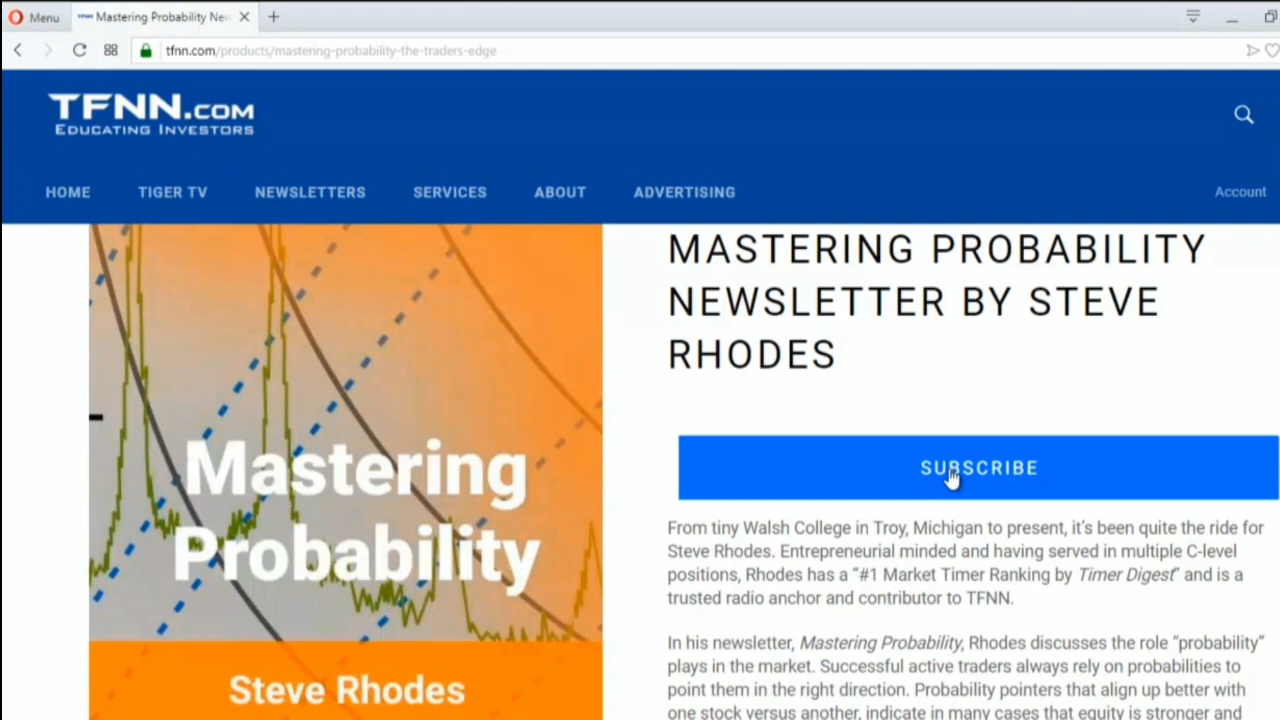 Menu
TFNN Mastering Probability New
tfnn.com/products/mastering-probability-the-traders-edge
TFNN.COM
EDUCATING INVESTORS
HOME TIGER TV NEWSLETTERS SERVICES ABOUT ADVERTISING Account
MASTERING PROBABILITY
NEWSLETTER BY STEVE
RHODES
Mastering
Probability
Steve Rhodes
SUBSCRIBE
From tiny Walsh College in Troy, Michigan to present, it's been quite the ride for
Steve Rhodes. Entrepreneurial minded and having served in multiple C-level
positions, Rhodes has a “#1 Market Timer Ranking by Timer Digest” and is a
trusted radio anchor and contributor to TFNN.
In his newsletter, Mastering Probability, Rhodes discusses the role “probability”
plays in the market. Successful active traders always rely on probabilities to
point them in the right direction. Probability pointers that align up better with
one stock versus another, indicate in many cases that equity is stronger and